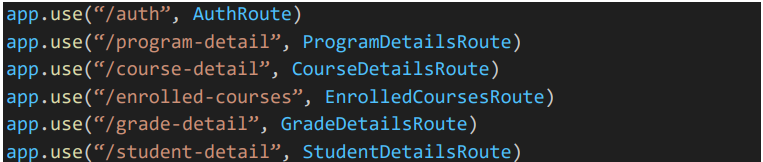 app.use(“/auth”, AuthRoute)
app.use(“/program-detail”, ProgramDetailsRoute)
app.use(“/course-detail”, CourseDetailsRoute)
app.use(“/enrolled-courses”, EnrolledCoursesRoute)
app.use(“/grade-detail”, GradeDetailsRoute)
app.use(“/student-detail”, StudentDetailsRoute)